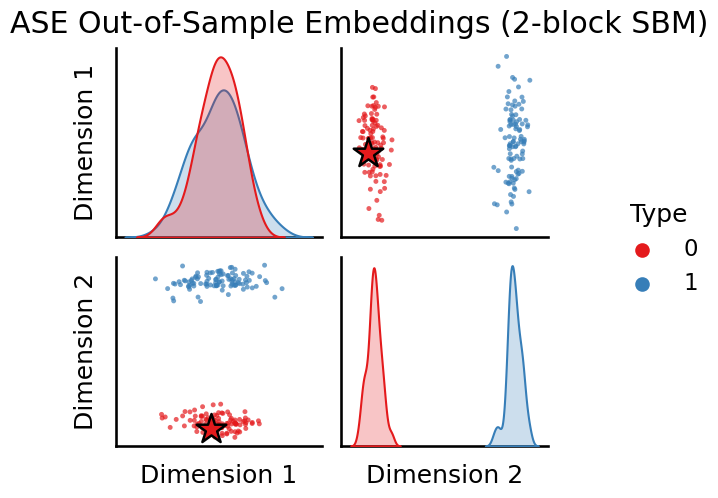 ASE Out-of-Sample Embeddings (2-block SBM)
Dimension 1
Dimension 2
Dimension 1
Dimension 2
Type
0
1